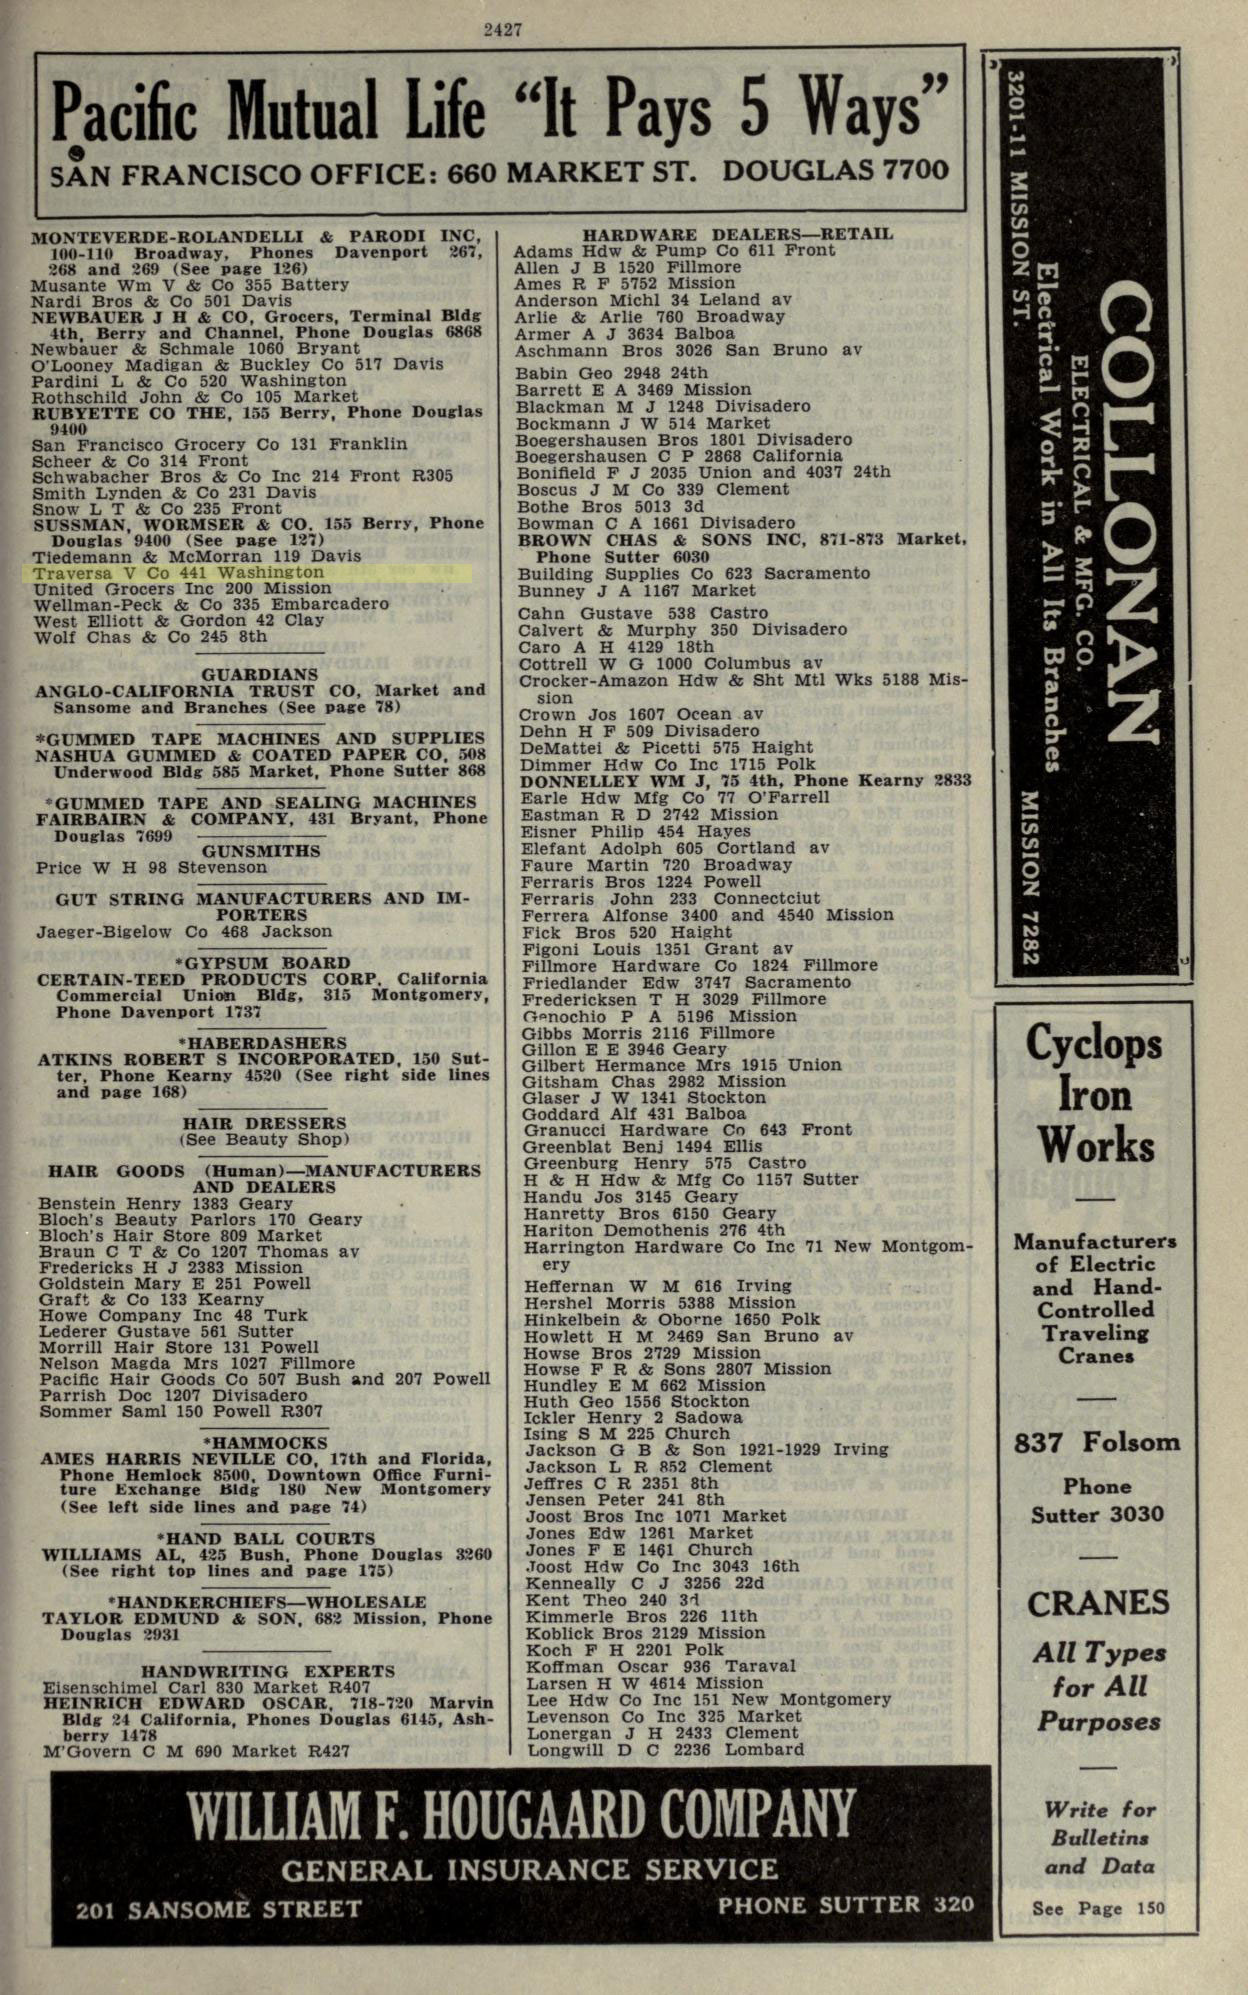 2427
Pacific Mutual Life “It Pays 5 Ways”
SAN FRANCISCO OFFICE: 660 MARKET ST. DOUGLAS 7700
MONTEVERDE-ROLANDELLI & PARODI INC,
100-110 Broadway, Phones Davenport 267,
268 and 269 (See page 126)
Musante Wm V & Co 355 Battery
Nardi Bros & Co 501 Davis
NEWBAUER J H & CO, Grocers, Terminal Bldg
4th, Berry and Channel, Phone Douglas 6868
Newbauer & Schmale 1060 Bryant
O'Looney Madigan & Buckley Co 517 Davis
Pardini L & Co 520 Washington
Rothschild John & Co 105 Market
RUBYETTE CO THE, 155 Berry, Phone Douglas
9400
San Francisco Grocery Co 131 Franklin
Scheer & Co 314 Front
Schwabacher Bros & Co Inc 214 Front R305
Smith Lynden & Co 231 Davis
Snow L T & Co 235 Front
SUSSMAN, WORMSER & CO, 155 Berry, Phone
Douglas 9400 (See page 127)
Tiedemann & McMorran 119 Davis
Traversa V Co 441 Washington
United Grocers Inc 200 Mission
Wellman-Peck & Co 335 Embarcadero
West Elliott & Gordon 42 Clay
Wolf Chas & Co 245 8th
GUARDIANS
ANGLO-CALIFORNIA TRUST CO, Market and
Sansome and Branches (See page 78)
*GUMMED TAPE MACHINES AND SUPPLIES
NASHUA GUMMED & COATED PAPER CO, 508
Underwood Bldg 585 Market, Phone Sutter 868
*GUMMED TAPE AND SEALING MACHINES
FAIRBAIRN & COMPANY, 431 Bryant, Phone
Douglas 7699
GUNSMITHS
Price W H 98 Stevenson
GUT STRING MANUFACTURERS AND IM-
PORTERS
Jaeger-Bigelow Co 468 Jackson
*GYPSUM BOARD
CERTAIN-TEED PRODUCTS CORP, California
Commercial Union Bldg, 315 Montgomery,
Phone Davenport 1737
*HABERDASHERS
ATKINS ROBERT S INCORPORATED, 150 Sut-
ter, Phone Kearny 4520 (See right side lines
and page 168)
HAIR DRESSERS
(See Beauty Shop)
HAIR GOODS (Human)—MANUFACTURERS
AND DEALERS
Benstein Henry 1383 Geary
Bloch's Beauty Parlors 170 Geary
Bloch's Hair Store 809 Market
Braun C T & Co 1207 Thomas av
Fredericks H J 2383 Mission
Goldstein Mary E 251 Powell
Graft & Co 133 Kearny
Howe Company Inc 48 Turk
Lederer Gustave 561 Sutter
Morrill Hair Store 131 Powell
Nelson Magda Mrs 1027 Fillmore
Pacific Hair Goods Co 507 Bush and 207 Powell
Parrish Doc 1207 Divisadero
Sommer Saml 150 Powell R307
*HAMMOCKS
AMES HARRIS NEVILLE CO, 17th and Florida,
Phone Hemlock 8500, Downtown Office Furni-
ture Exchange Bldg 180 New Montgomery
(See left side lines and page 74)
*HAND BALL COURTS
WILLIAMS AL, 425 Bush, Phone Douglas 3260
(See right top lines and page 175)
*HANDKERCHIEFS—WHOLESALE
TAYLOR EDMUND & SON, 682 Mission, Phone
Douglas 2931
HANDWRITING EXPERTS
Eisenschimel Carl 830 Market R407
HEINRICH EDWARD OSCAR, 718-720 Marvin
Bldg 24 California, Phones Douglas 6145, Ash-
berry 1478
M'Govern C M 690 Market R427
HARDWARE DEALERS—RETAIL
Adams Hdw & Pump Co 611 Front
Allen J B 1520 Fillmore
Ames R F 5752 Mission
Anderson Michl 34 Leland av
Arlie & Arlie 760 Broadway
Armer A J 3634 Balboa
Aschmann Bros 3026 San Bruno av
Babin Geo 2948 24th
Barrett E A 3469 Mission
Blackman M J 1248 Divisadero
Bockmann J W 514 Market
Boegershausen Bros 1801 Divisadero
Boegershausen C P 2868 California
Bonifield F J 2035 Union and 4037 24th
Boscus J M Co 339 Clement
Bothe Bros 5013 3d
Bowman C A 1661 Divisadero
BROWN CHAS & SONS INC, 871-873 Market,
Phone Sutter 6030
Building Supplies Co 623 Sacramento
Bunney J A 1167 Market
Cahn Gustave 538 Castro
Calvert & Murphy 350 Divisadero
Caro A H 4129 18th
Cottrell W G 1000 Columbus av
Crocker-Amazon Hdw & Sht Mtl Wks 5188 Mis-
sion
Crown Jos 1607 Ocean av
Dehn H F 509 Divisadero
DeMattei & Picetti 575 Haight
Dimmer Hdw Co Inc 1715 Polk
DONNELLEY WM J, 75 4th, Phone Kearny 2833
Earle Hdw Mfg Co 77 O'Farrell
Eastman R D 2742 Mission
Eisner Philip 454 Hayes
Elefant Adolph 605 Cortland av
Faure Martin 720 Broadway
Ferraris Bros 1224 Powell
Ferraris John 233 Connectciut
Ferrera Alfonse 3400 and 4540 Mission
Fick Bros 520 Haight
Figoni Louis 1351 Grant av
Fillmore Hardware Co 1824 Fillmore
Friedlander Edw 3747 Sacramento
Fredericksen T H 3029 Fillmore
Genochio P A 5196 Mission
Gibbs Morris 2116 Fillmore
Gillon E E 3946 Geary
Gilbert Hermance Mrs 1915 Union
Gitsham Chas 2982 Mission
Glaser J W 1341 Stockton
Goddard Alf 431 Balboa
Granucci Hardware Co 643 Front
Greenblat Benj 1494 Ellis
Greenburg Henry 575 Castro
H & H Hdw & Mfg Co 1157 Sutter
Handu Jos 3145 Geary
Hanretty Bros 6150 Geary
Hariton Demothenis 276 4th
Harrington Hardware Co Inc 71 New Montgom-
ery
Heffernan W M 616 Irving
Hershel Morris 5388 Mission
Hinkelbein & Oborne 1650 Polk
Howlett H M 2469 San Bruno av
Howse Bros 2729 Mission
Howse F R & Sons 2807 Mission
Hundley E M 662 Mission
Huth Geo 1556 Stockton
Ickler Henry 2 Sadowa
Ising S M 225 Church
Jackson G B & Son 1921-1929 Irving
Jackson L R 852 Clement
Jeffres C R 2351 8th
Jensen Peter 241 8th
Joost Bros Inc 1071 Market
Jones Edw 1261 Market
Jones F E 1461 Church
Joost Hdw Co Inc 3043 16th
Kenneally C J 3256 22d
Kent Theo 240 3d
Kimmerle Bros 226 11th
Koblick Bros 2129 Mission
Koch F H 2201 Polk
Koffman Oscar 936 Taraval
Larsen H W 4614 Mission
Lee Hdw Co Inc 151 New Montgomery
Levenson Co Inc 325 Market
Lonergan J H 2433 Clement
Longwill D C 2236 Lombard
COLLONAN
ELECTRICAL & MFG. CO.
Electrical Work in All Its Branches
3201-11 MISSION ST. MISSION 7282
Cyclops
Iron
Works
Manufacturers
of Electric
and Hand-
Controlled
Traveling
Cranes
837 Folsom
Phone
Sutter 3030
CRANES
All Types
for All
Purposes
Write for
Bulletins
and Data
See Page 150
WILLIAM F. HOUGAARD COMPANY
GENERAL INSURANCE SERVICE
201 SANSOME STREET PHONE SUTTER 320